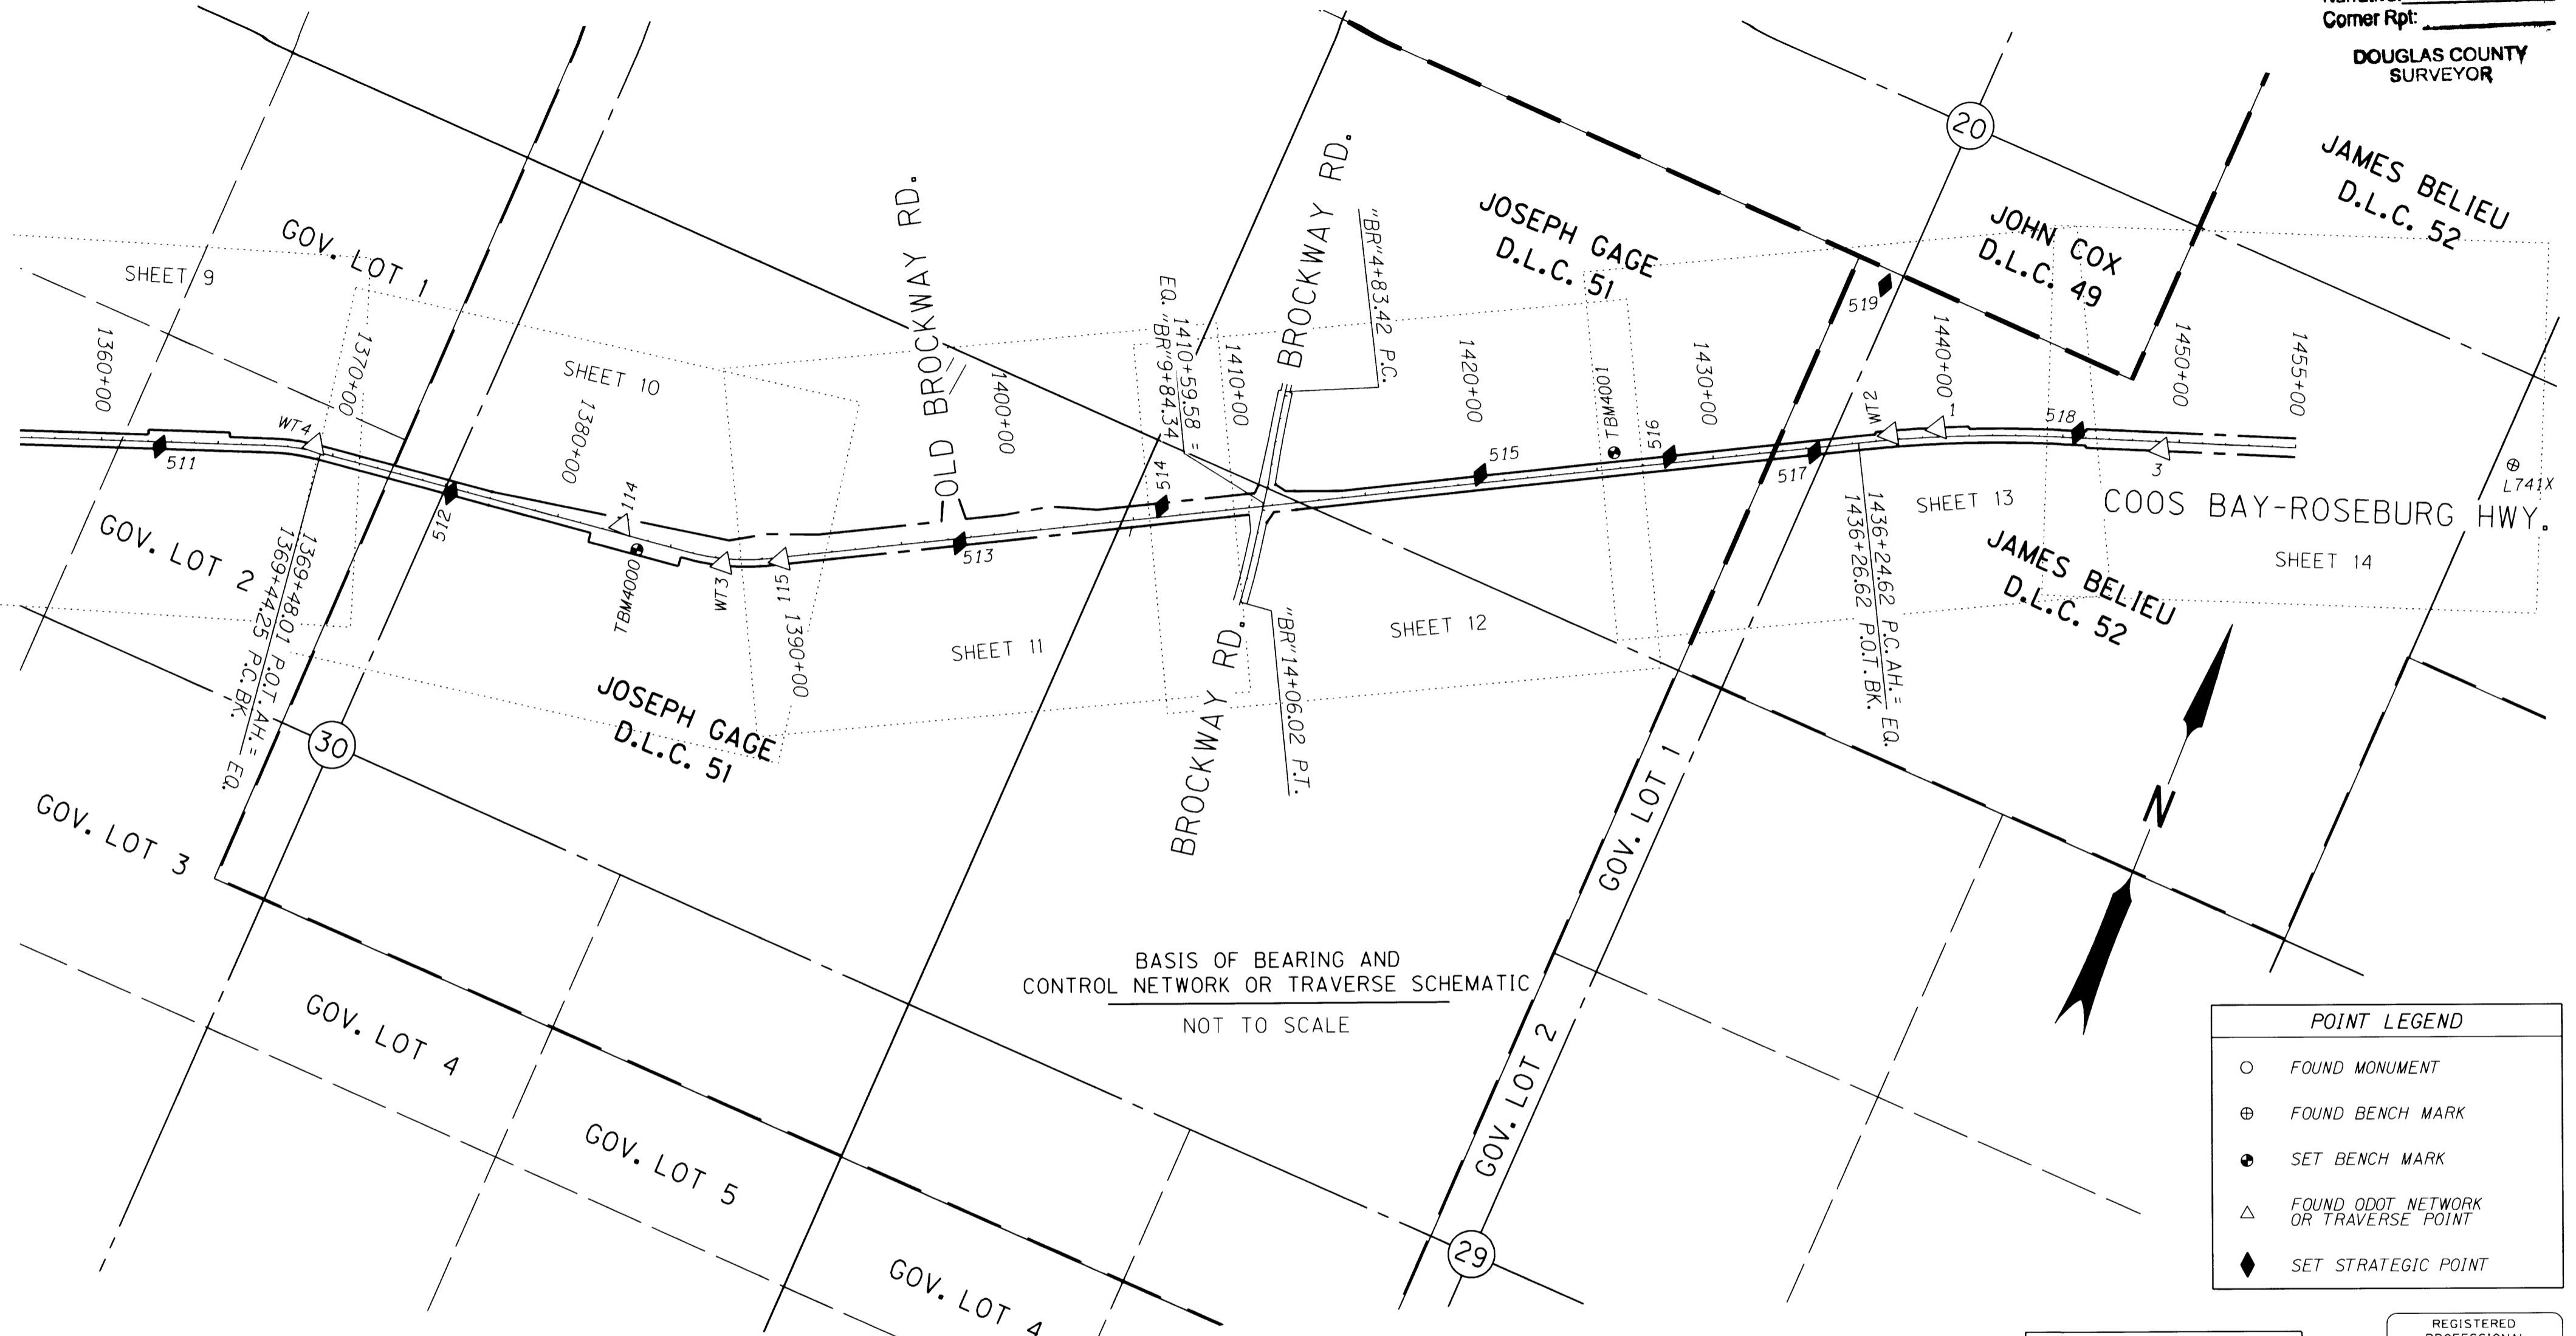 Corner Rpt:
DOUGLAS COUNTY
SURVEYOR
20
JAMES BELIEU
D.L.C. 52
JOSEPH GAGE
D.L.C. 51
JOHN COX
D.L.C. 49
GOV. LOT 1
SHEET 9
OLD BROCKWAY RD.
BROCKWAY RD.
"BR"4+83.42 P.C.
1410+59.58 =
EQ. "BR"9+84.34
519
1360+00
1370+00
SHEET 10
1380+00
1400+00
1410+00
1420+00
TBM4001
1430+00
WT2
1440+00
1
518
1450+00
1455+00
WT4
511
512
114
TBM4000
WT3
115
1390+00
513
514
515
516
517
3
L741X
COOS BAY-ROSEBURG HWY.
SHEET 13
SHEET 14
JAMES BELIEU
D.L.C. 52
1436+24.62 P.C. AH.= EQ.
1436+26.62 P.O.T. BK.
GOV. LOT 2
1369+48.01 P.O.T. AH.= EQ.
1369+44.25 P.C. BK.
SHEET 11
SHEET 12
BROCKWAY RD.
"BR"14+06.02 P.T.
JOSEPH GAGE
D.L.C. 51
30
GOV. LOT 3
GOV. LOT 1
N
BASIS OF BEARING AND
CONTROL NETWORK OR TRAVERSE SCHEMATIC
NOT TO SCALE
GOV. LOT 4
GOV. LOT 2
GOV. LOT 5
29
GOV. LOT 4
POINT LEGEND
FOUND MONUMENT
FOUND BENCH MARK
SET BENCH MARK
FOUND ODOT NETWORK
OR TRAVERSE POINT
SET STRATEGIC POINT
REGISTERED